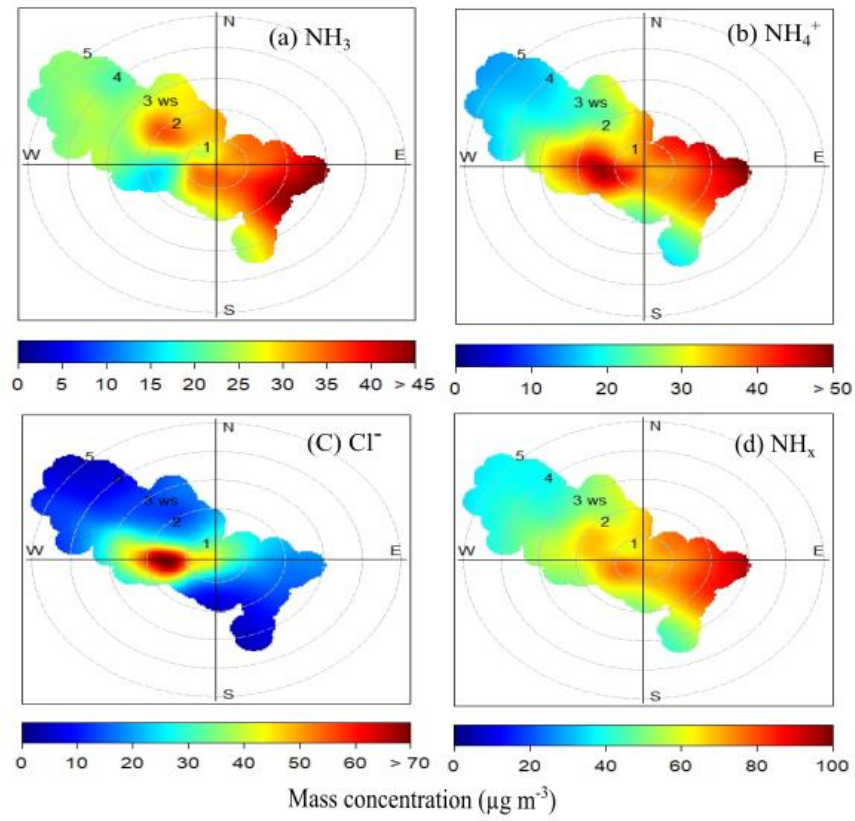 (a) NH₃
N
5
4
3 ws
2
1
W
E
S
0 5 10 15 20 25 30 35 40 > 45
(b) NH₄⁺
N
5
4
3 ws
2
1
W
E
S
0 10 20 30 40 > 50
(C) Cl⁻
N
5
4
3 ws
2
1
W
E
S
0 10 20 30 40 50 60 > 70
(d) NHₓ
N
5
4
3 ws
2
1
W
E
S
0 20 40 60 80 100
Mass concentration (µg m⁻³)